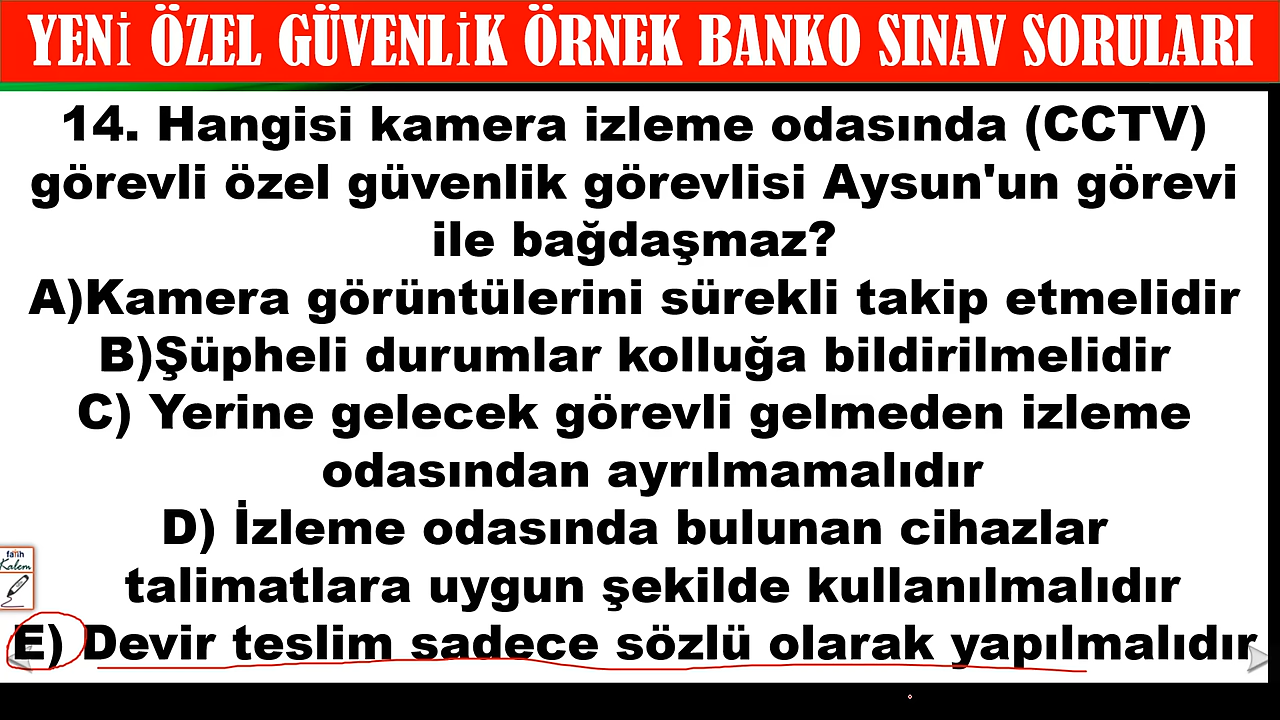 YENİ ÖZEL GÜVENLİK ÖRNEK BANKO SINAV SORULARI
14. Hangisi kamera izleme odasında (CCTV)
görevli özel güvenlik görevlisi Aysun'un görevi
ile bağdaşmaz?
A)Kamera görüntülerini sürekli takip etmelidir
B)Şüpheli durumlar kolluğa bildirilmelidir
C) Yerine gelecek görevli gelmeden izleme
odasından ayrılmamalıdır
D) İzleme odasında bulunan cihazlar
talimatlara uygun şekilde kullanılmalıdır
fatih
Kalem
E) Devir teslim sadece sözlü olarak yapılmalıdır